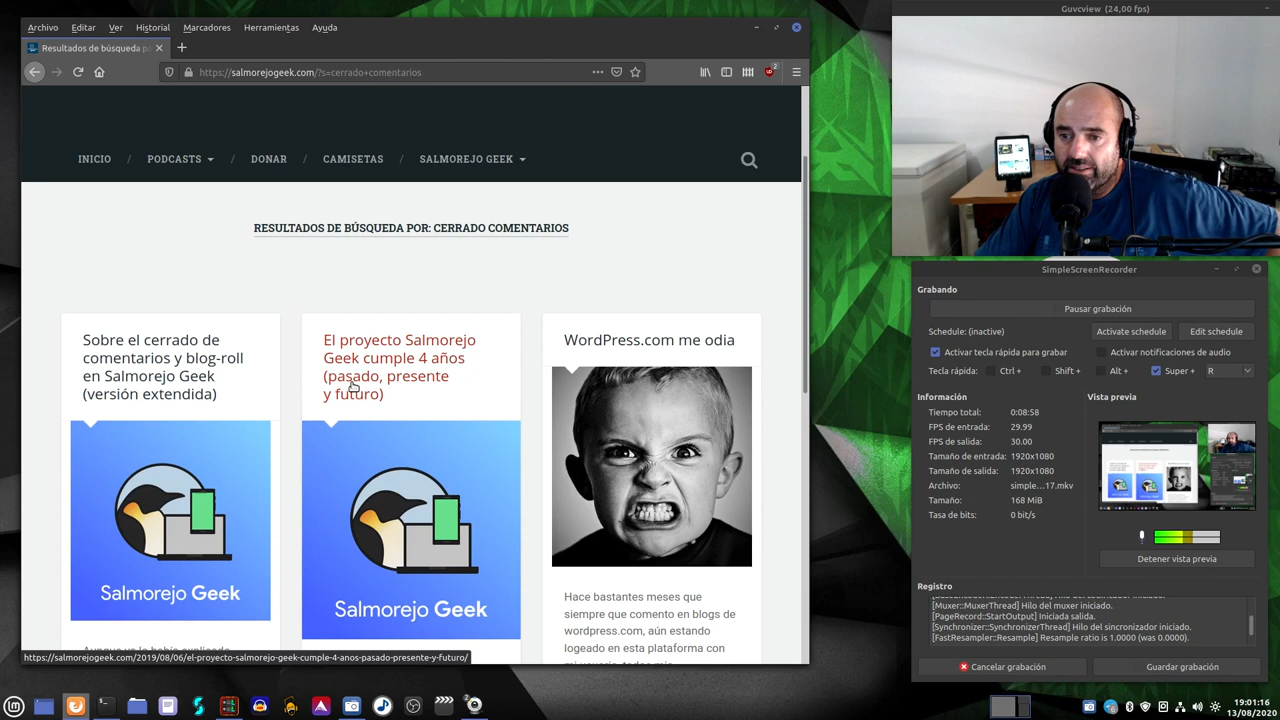 Archivo Editar Ver Historial Marcadores Herramientas Ayuda
Resultados de búsqueda p
https://salmorejogeek.com/?s=cerrado+comentarios
2
INICIO / PODCASTS / DONAR / CAMISETAS / SALMOREJO GEEK
RESULTADOS DE BÚSQUEDA POR: CERRADO COMENTARIOS
Sobre el cerrado de
comentarios y blog-roll
en Salmorejo Geek
(versión extendida)
Salmorejo Geek
El proyecto Salmorejo
Geek cumple 4 años
(pasado, presente
y futuro)
Salmorejo Geek
WordPress.com me odia
Hace bastantes meses que
siempre que comento en blogs de
wordpress.com, aún estando
logeado en esta plataforma con
https://salmorejogeek.com/2019/08/06/el-proyecto-salmorejo-geek-cumple-4-anos-pasado-presente-y-futuro/
Guvcview (24,00 fps)
SimpleScreenRecorder
Grabando
Pausar grabación
Schedule: (inactive) Activate schedule Edit schedule
Activar tecla rápida para grabar Activar notificaciones de audio
Tecla rápida: Ctrl + Shift + Alt + Super + R
Información
Tiempo total: 0:08:58
FPS de entrada: 29.99
FPS de salida: 30.00
Tamaño de entrada: 1920x1080
Tamaño de salida: 1920x1080
Archivo: simple....17.mkv
Tamaño: 168 MiB
Tasa de bits: 0 bit/s
Vista previa
Detener vista previa
Registro
[Muxer::MuxerThread] Hilo del muxer iniciado.
[PageRecord::StartOutput] Iniciada salida.
[Synchronizer::SynchronizerThread] Hilo del sincronizador iniciado.
[FastResampler::Resample] Resample ratio is 1.0000 (was 0.0000).
Cancelar grabación Guardar grabación
19:01:16
13/08/2020